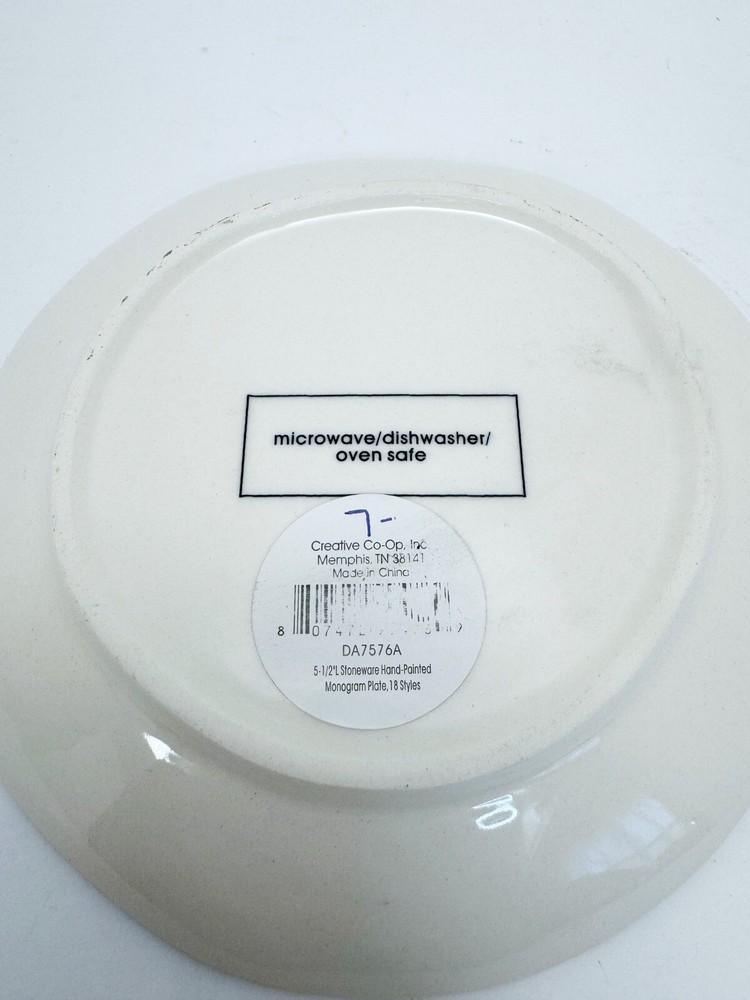 microwave/dishwasher/
oven safe
7-
Creative Co-Op, Inc.
Memphis, TN 38141
Made in China
DA7576A
5-1/2"L Stoneware Hand-Painted
Monogram Plate,18 Styles